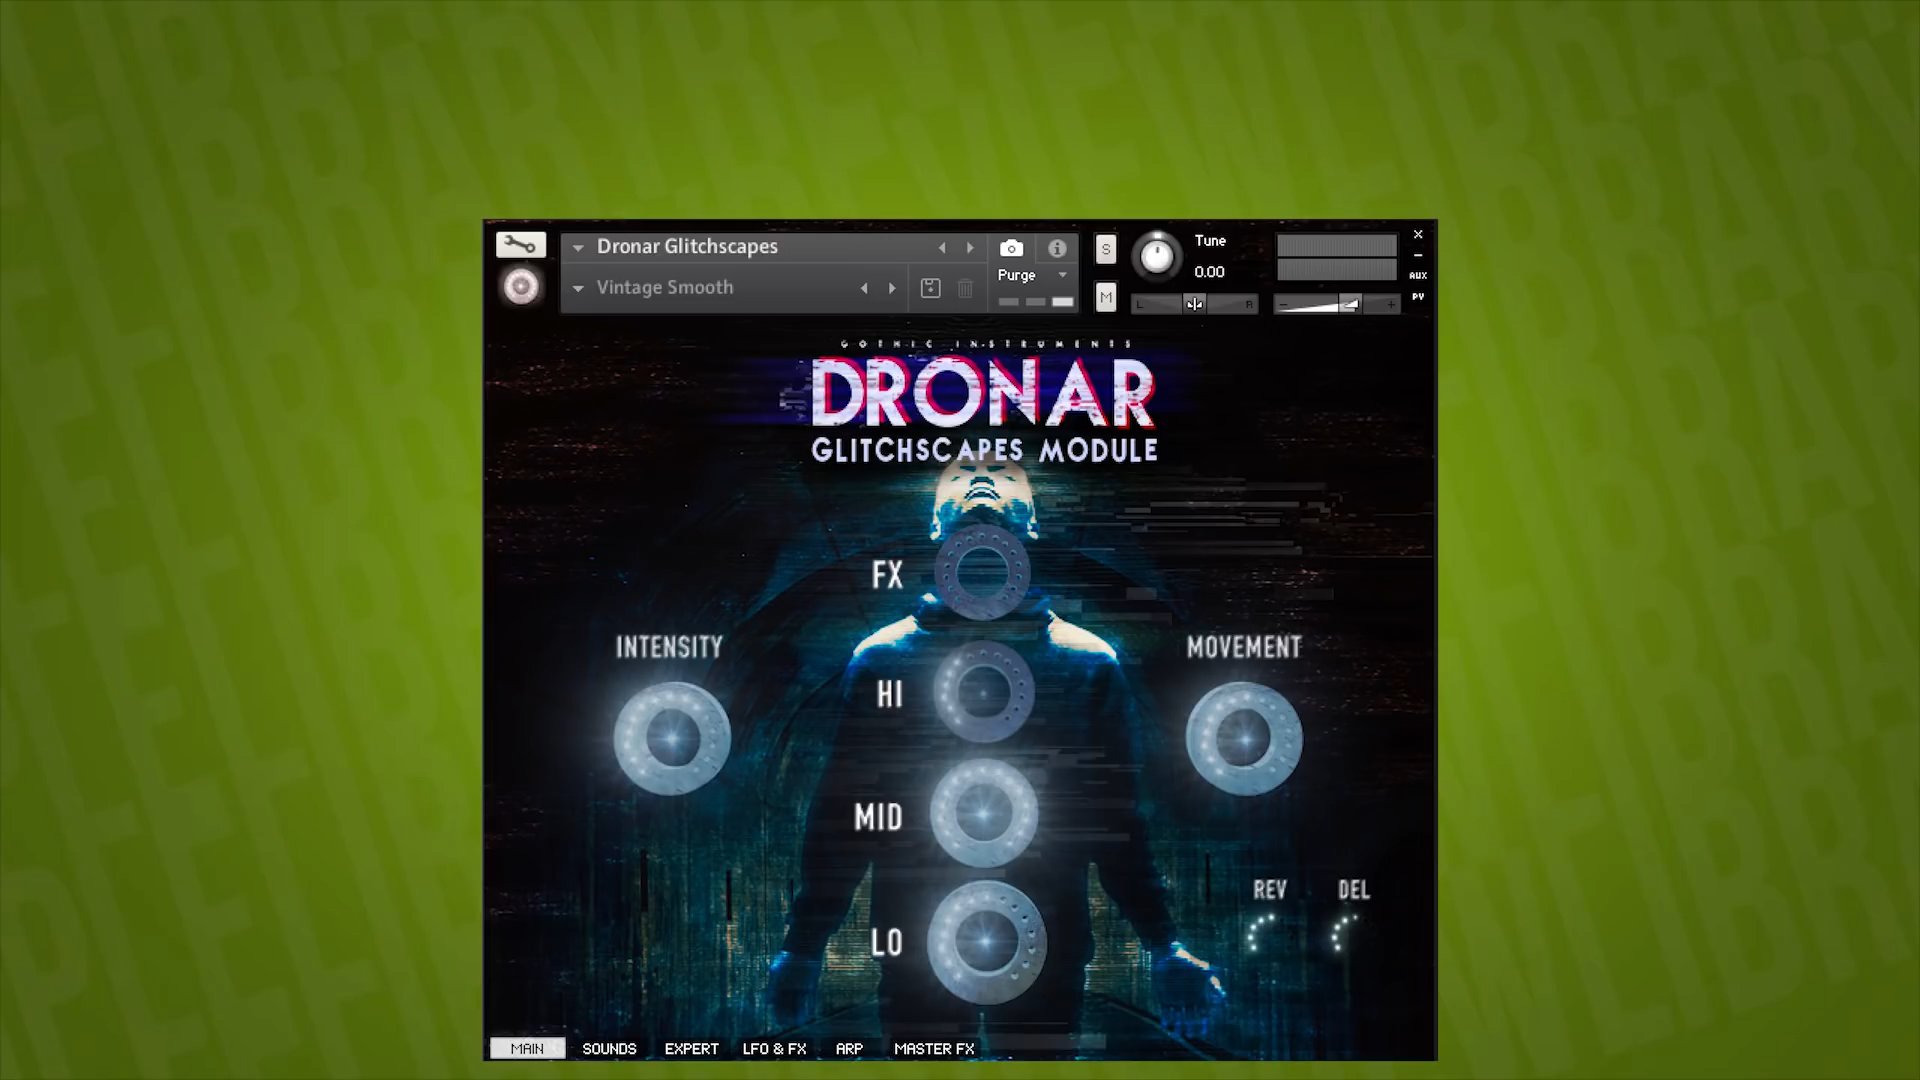 Dronar Glitchscapes
Vintage Smooth
Purge
S
M
Tune
0.00
L
R
×
AUX
PV
GOTHIC INSTRUMENTS
DRONAR
GLITCHSCAPES MODULE
FX
INTENSITY
MOVEMENT
HI
MID
REV DEL
LO
MAIN SOUNDS EXPERT LFO & FX ARP MASTER FX